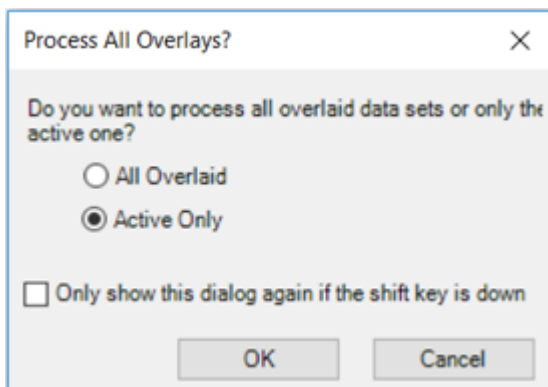 Process All Overlays?
Do you want to process all overlaid data sets or only the
active one?
All Overlaid
Active Only
Only show this dialog again if the shift key is down
OK Cancel